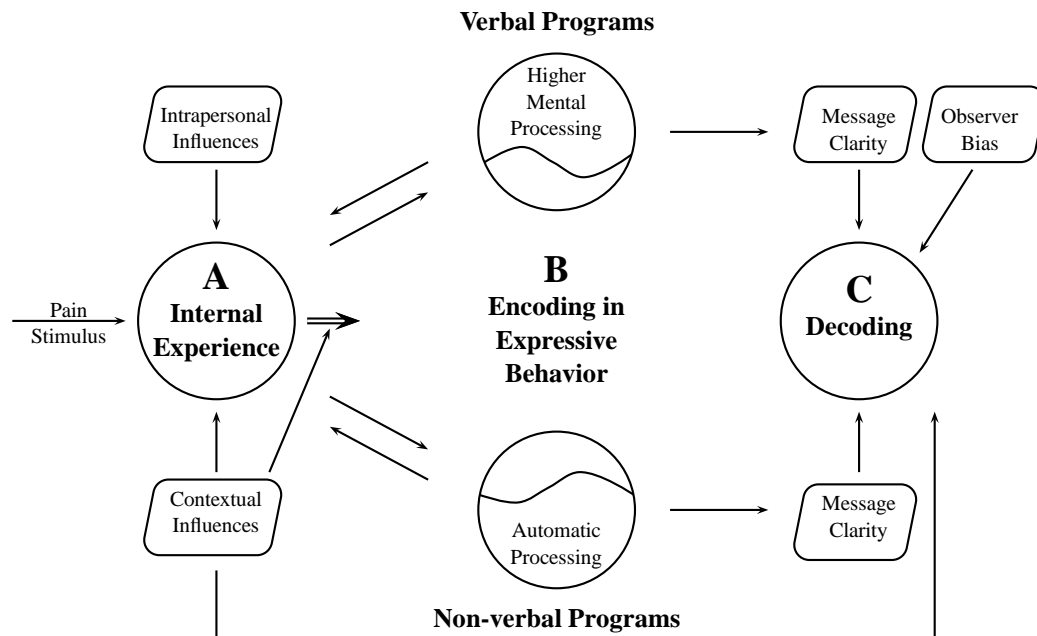 Verbal Programs
Higher
Mental
Processing
Intrapersonal
Influences
Message
Clarity
Observer
Bias
A
Internal
Experience
Pain
Stimulus
B
Encoding in
Expressive
Behavior
C
Decoding
Contextual
Influences
Automatic
Processing
Message
Clarity
Non-verbal Programs